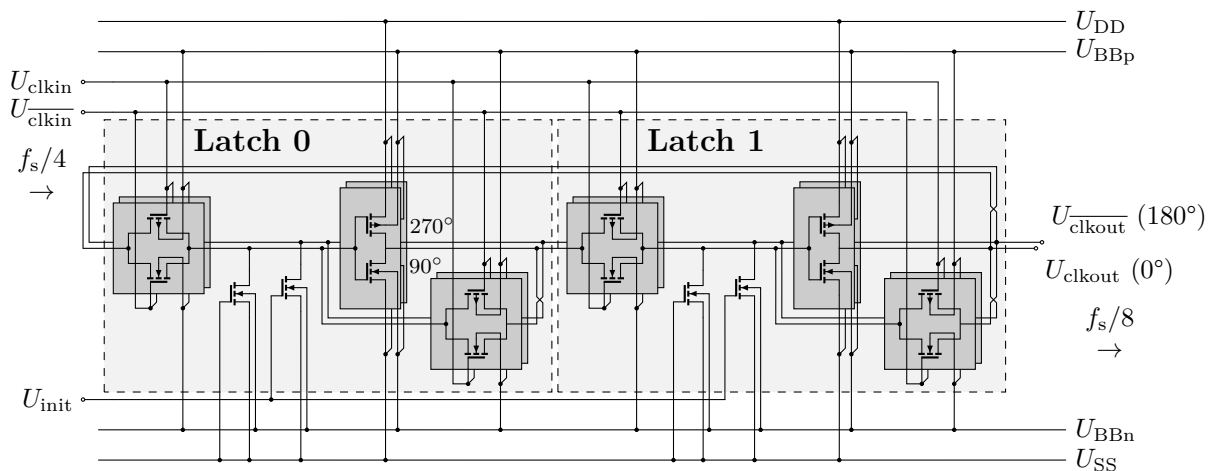 U_DD
U_BBp
U_clkin
U_\overline{clkin}
Latch 0
Latch 1
f_s/4
→
270°
90°
U_\overline{clkout} (180°)
U_clkout (0°)
f_s/8
→
U_init
U_BBn
U_SS